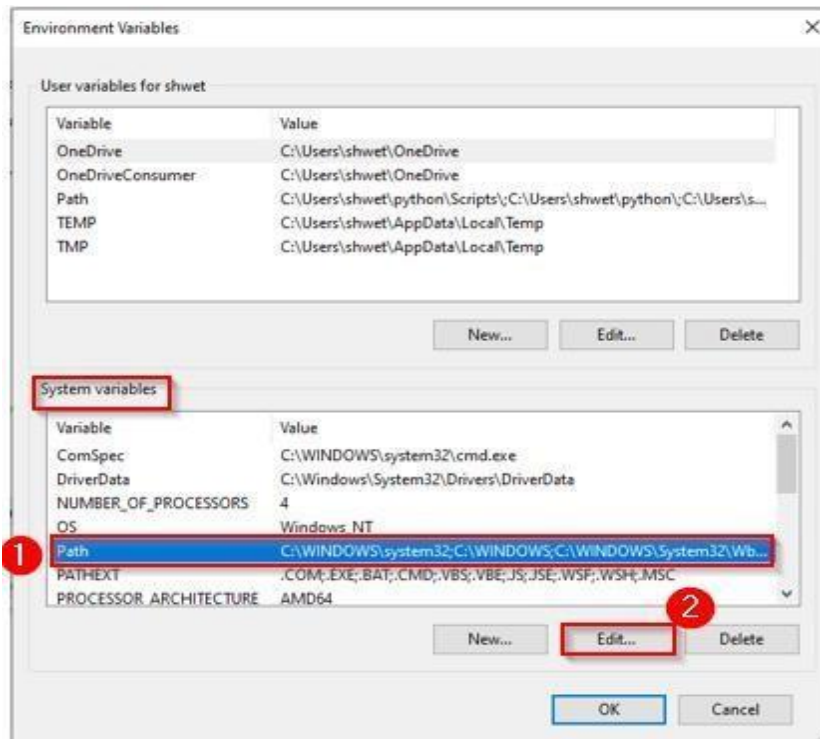 Environment Variables
User variables for shwet
Variable Value
OneDrive C:\Users\shwet\OneDrive
OneDriveConsumer C:\Users\shwet\OneDrive
Path C:\Users\shwet\python\Scripts\;C:\Users\shwet\python\;C:\Users\s...
TEMP C:\Users\shwet\AppData\Local\Temp
TMP C:\Users\shwet\AppData\Local\Temp
New... Edit... Delete
System variables
Variable Value
ComSpec C:\WINDOWS\system32\cmd.exe
DriverData C:\Windows\System32\Drivers\DriverData
NUMBER_OF_PROCESSORS 4
OS Windows_NT
1 Path C:\WINDOWS\system32;C:\WINDOWS;C:\WINDOWS\System32\Wb...
PATHEXT .COM;.EXE;.BAT;.CMD;.VBS;.VBE;.JS;.JSE;.WSF;.WSH;.MSC
PROCESSOR_ARCHITECTURE AMD64
2
New... Edit... Delete
OK Cancel